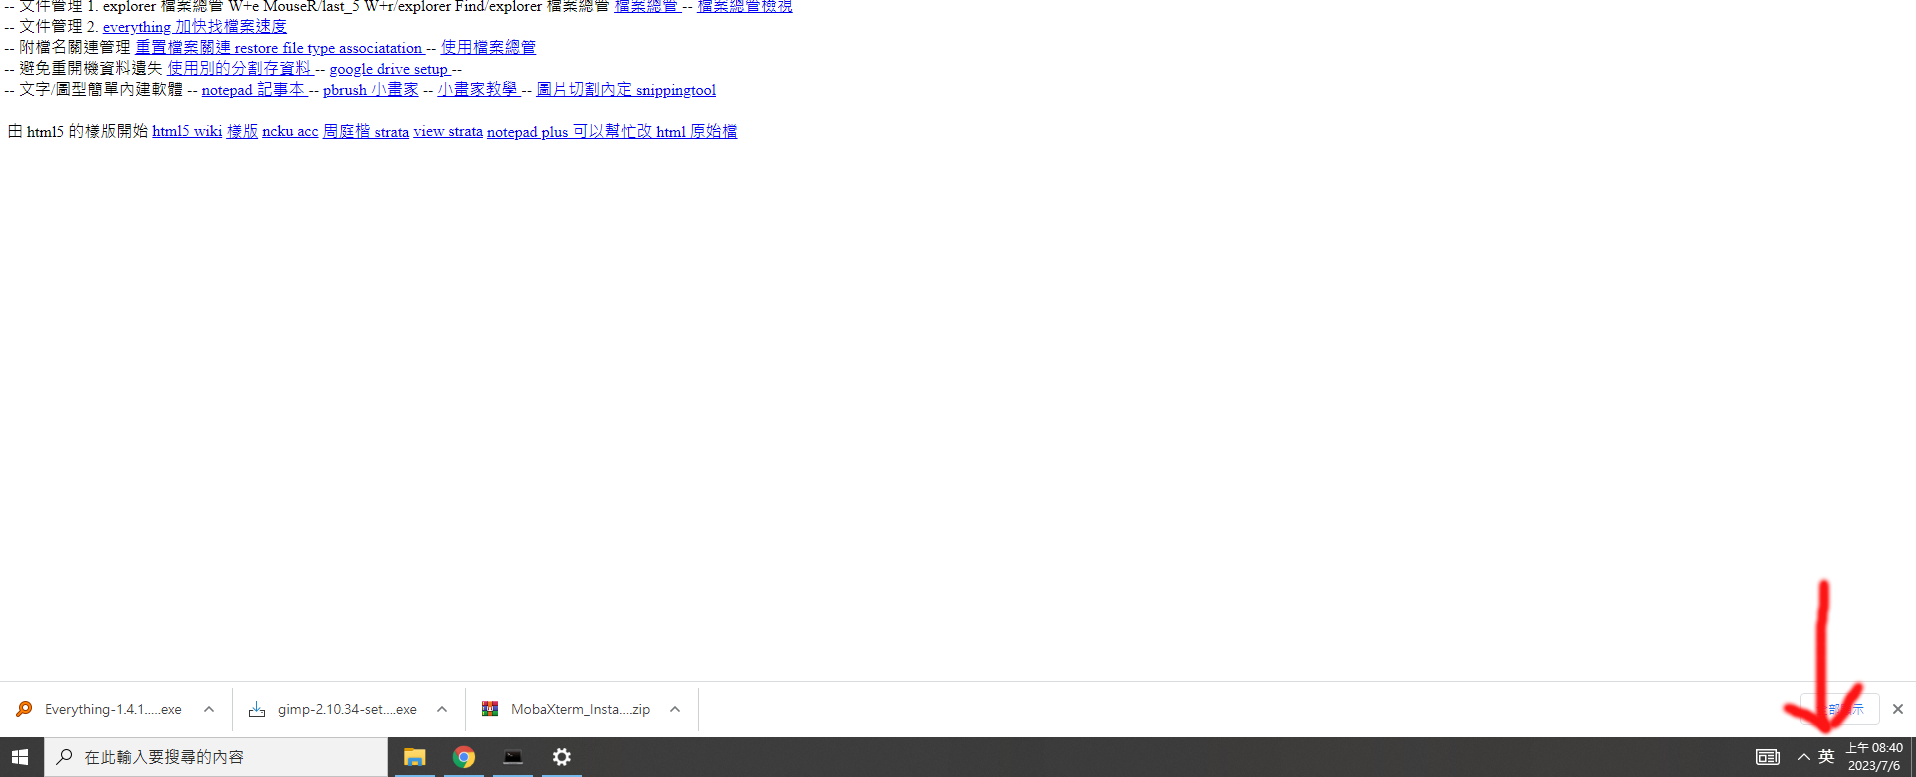 -- 文件管理 1. explorer 檔案總管 W+e MouseR/last_5 W+r/explorer Find/explorer 檔案總管 檔案總管 -- 檔案總管檢視
-- 文件管理 2. everything 加快找檔案速度
-- 附檔名關連管理 重置檔案關連 restore file type associatation -- 使用檔案總管
-- 避免重開機資料遺失 使用別的分割存資料 -- google drive setup --
-- 文字/圖型簡單內建軟體 -- notepad 記事本 -- pbrush 小畫家 -- 小畫家教學 -- 圖片切割內定 snippingtool
由 html5 的樣版開始 html5 wiki 樣版 ncku acc 周庭楷 strata view strata notepad plus 可以幫忙改 html 原始檔
Everything-1.4.1.....exe
gimp-2.10.34-set....exe
MobaXterm_Insta....zip
在此輸入要搜尋的內容
英
上午 08:40
2023/7/6